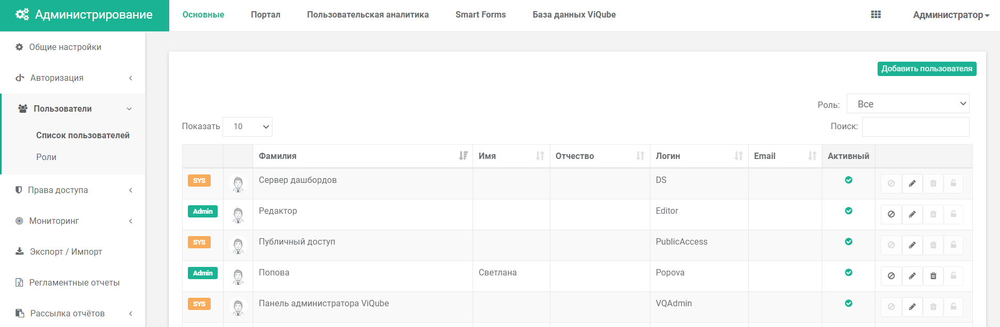 Администрирование
Основные Портал Пользовательская аналитика Smart Forms База данных ViQube Администратор
Общие настройки
Авторизация
Пользователи
Список пользователей
Роли
Права доступа
Мониторинг
Экспорт / Импорт
Регламентные отчеты
Рассылка отчётов
Добавить пользователя
Роль: Все
Показать 10 Поиск:
Фамилия Имя Отчество Логин Email Активный
SYS Сервер дашбордов DS
Admin Редактор Editor
SYS Публичный доступ PublicAccess
Admin Попова Светлана Popova
SYS Панель администратора ViQube VQAdmin